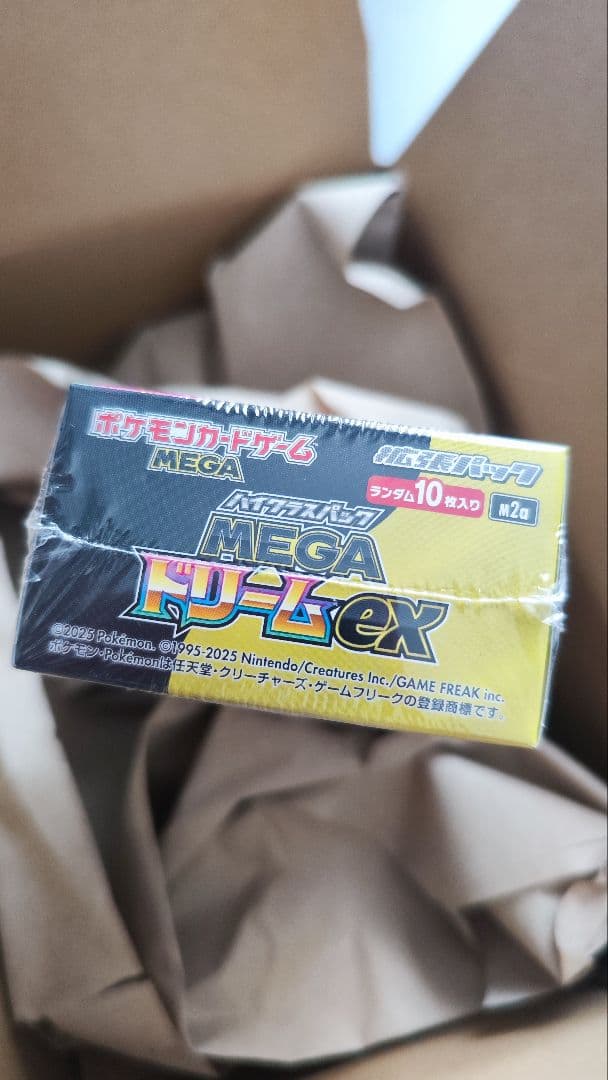 ポケモンカードゲーム
MEGA
拡張パック
ランダム10枚入り
M2a
ハイクラスパック
MEGA
ドリームex
©2025 Pokémon. ©1995-2025 Nintendo/Creatures Inc./GAME FREAK inc.
ポケモン・Pokémonは任天堂・クリーチャーズ・ゲームフリークの登録商標です。